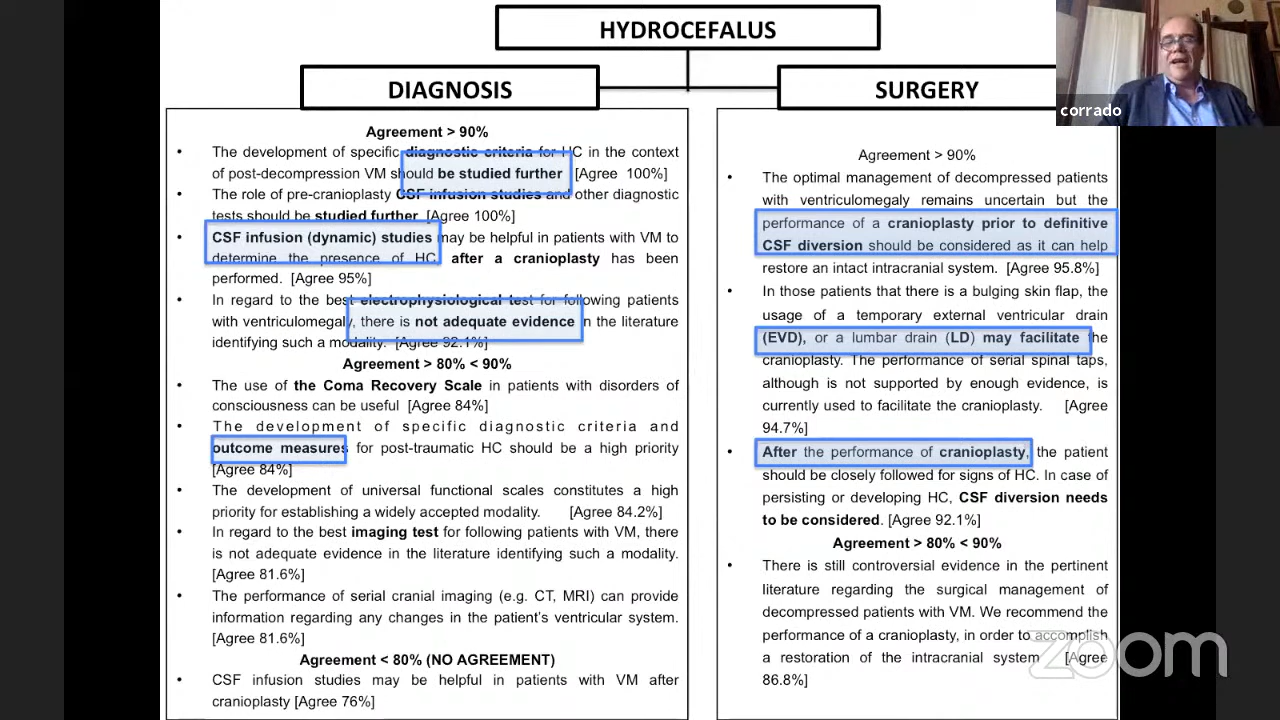 HYDROCEFALUS
DIAGNOSIS
Agreement > 90%
• The development of specific diagnostic criteria for HC in the context
of post-decompression VM should be studied further [Agree 100%]
• The role of pre-cranioplasty CSF infusion studies and other diagnostic
tests should be studied further [Agree 100%]
• CSF infusion (dynamic) studies may be helpful in patients with VM to
determine the presence of HC, after a cranioplasty has been
performed. [Agree 95%]
• In regard to the best electrophysiological test for following patients
with ventriculomegaly, there is not adequate evidence in the literature
identifying such a modality. [Agree 92.1%]
Agreement > 80% < 90%
• The use of the Coma Recovery Scale in patients with disorders of
consciousness can be useful [Agree 84%]
• The development of specific diagnostic criteria and
outcome measures for post-traumatic HC should be a high priority
[Agree 84%]
• The development of universal functional scales constitutes a high
priority for establishing a widely accepted modality. [Agree 84.2%]
• In regard to the best imaging test for following patients with VM, there
is not adequate evidence in the literature identifying such a modality.
[Agree 81.6%]
• The performance of serial cranial imaging (e.g. CT, MRI) can provide
information regarding any changes in the patient's ventricular system.
[Agree 81.6%]
Agreement < 80% (NO AGREEMENT)
• CSF infusion studies may be helpful in patients with VM after
cranioplasty [Agree 76%]
SURGERY
Agreement > 90%
• The optimal management of decompressed patients
with ventriculomegaly remains uncertain but the
performance of a cranioplasty prior to definitive
CSF diversion should be considered as it can help
restore an intact intracranial system. [Agree 95.8%]
• In those patients that there is a bulging skin flap, the
usage of a temporary external ventricular drain
(EVD), or a lumbar drain (LD) may facilitate the
cranioplasty. The performance of serial spinal taps,
although is not supported by enough evidence, is
currently used to facilitate the cranioplasty. [Agree
94.7%]
• After the performance of cranioplasty, the patient
should be closely followed for signs of HC. In case of
persisting or developing HC, CSF diversion needs
to be considered. [Agree 92.1%]
Agreement > 80% < 90%
• There is still controversial evidence in the pertinent
literature regarding the surgical management of
decompressed patients with VM. We recommend the
performance of a cranioplasty, in order to accomplish
a restoration of the intracranial system [Agree
86.8%]
corrado
zoom